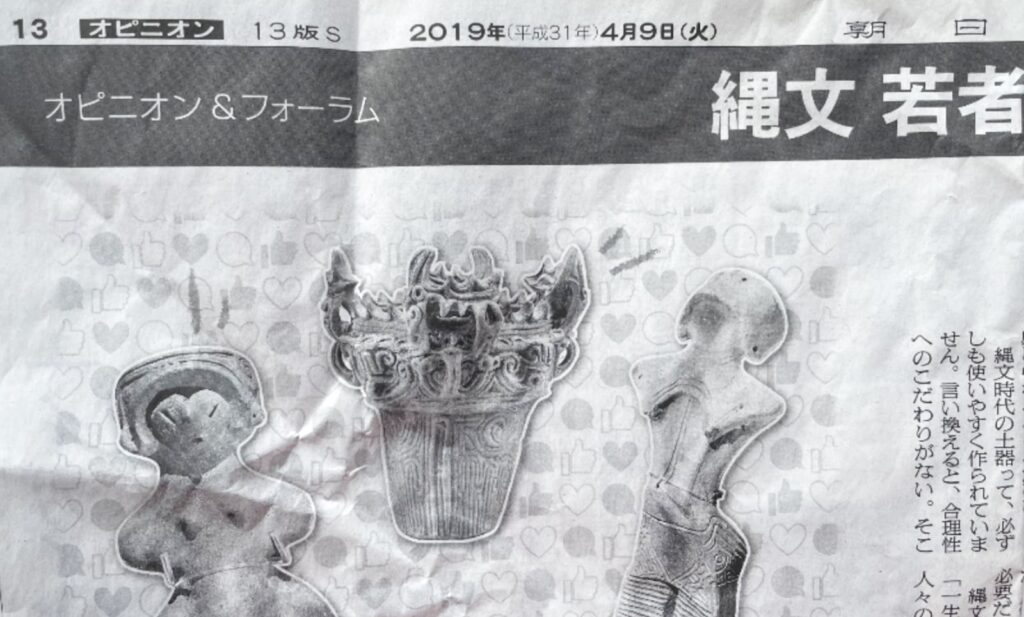 13 オピニオン 13版S 2019年(平成31年)4月9日(火) 朝 日
オピニオン&フォーラム
縄文 若者
縄文時代の土器って、必ず
しも使いやすく作られていま
せん。言い換えると、合理性
へのこだわりがない。そこ
必要だ
縄文
「一生
人々の